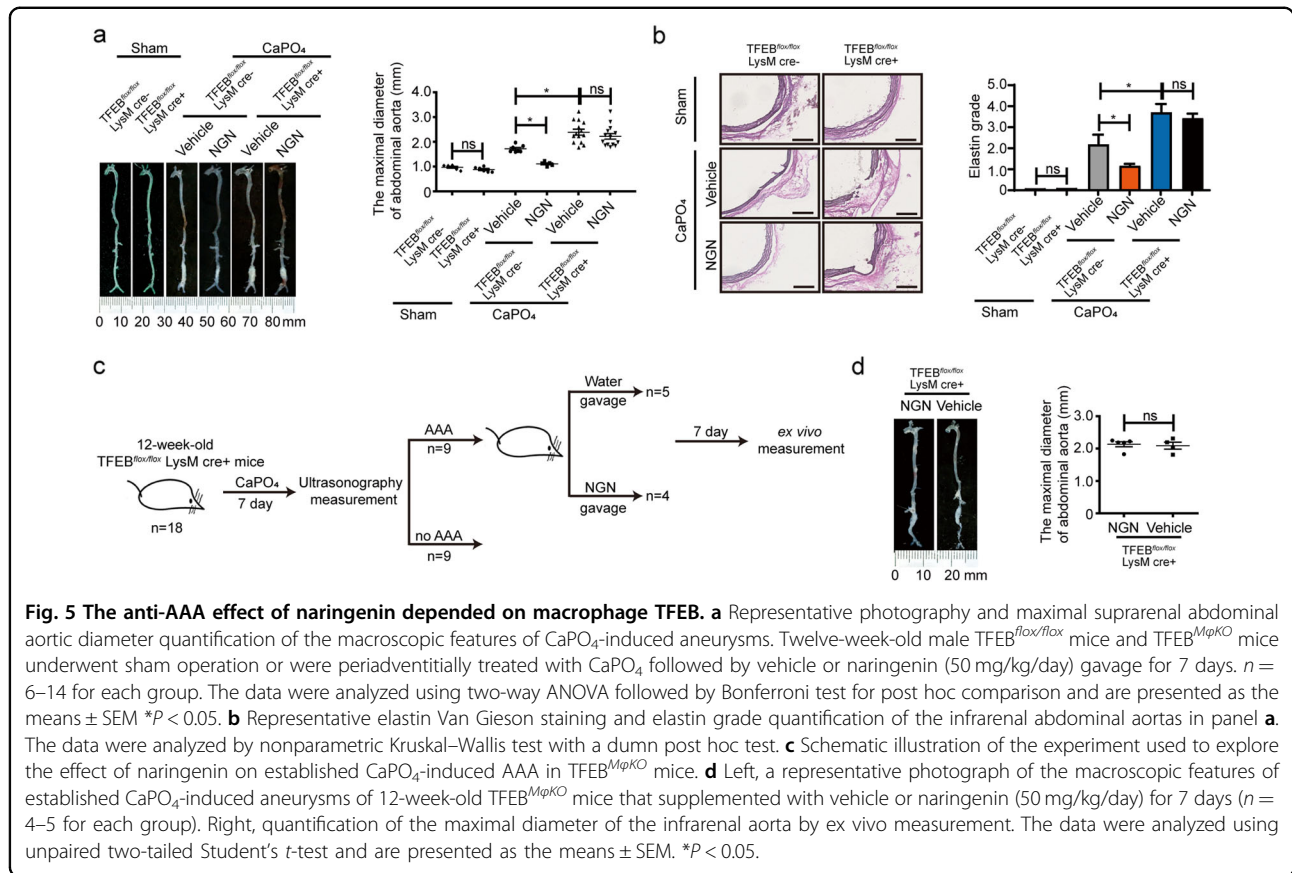 a
Sham
CaPO₄
TFEBflox/flox LysM cre-
TFEBflox/flox LysM cre+
TFEBflox/flox LysM cre-
TFEBflox/flox LysM cre+
Vehicle
NGN
Vehicle
NGN
0 10 20 30 40 50 60 70 80 mm
The maximal diameter
of abdominal aorta (mm)
4.0
3.0
2.0
1.0
0
ns
*
*
ns
TFEBflox/flox LysM cre-
TFEBflox/flox LysM cre+
Vehicle
NGN
Vehicle
NGN
TFEBflox/flox LysM cre-
TFEBflox/flox LysM cre+
Sham
CaPO₄
b
TFEBflox/flox
LysM cre-
TFEBflox/flox
LysM cre+
Sham
CaPO₄
Vehicle
NGN
Elastin grade
5.0
4.0
3.0
2.0
1.0
0.0
ns
*
*
ns
TFEBflox/flox LysM cre-
TFEBflox/flox LysM cre+
Vehicle
NGN
Vehicle
NGN
TFEBflox/flox LysM cre-
TFEBflox/flox LysM cre+
Sham
CaPO₄
c
12-week-old
TFEBflox/flox LysM cre+ mice
n=18
CaPO₄
7 day
Ultrasonography
measurement
AAA
n=9
no AAA
n=9
Water
gavage
n=5
NGN
gavage
n=4
7 day
ex vivo
measurement
d
TFEBflox/flox
LysM cre+
NGN Vehicle
0 10 20 mm
The maximal diameter
of abdominal aorta (mm)
3.0
2.0
1.0
0
ns
NGN Vehicle
TFEBflox/flox
LysM cre+
Fig. 5 The anti-AAA effect of naringenin depended on macrophage TFEB. a Representative photography and maximal suprarenal abdominal
aortic diameter quantification of the macroscopic features of CaPO₄-induced aneurysms. Twelve-week-old male TFEBflox/flox mice and TFEBMφKO mice
underwent sham operation or were periadventitially treated with CaPO₄ followed by vehicle or naringenin (50 mg/kg/day) gavage for 7 days. n =
6–14 for each group. The data were analyzed using two-way ANOVA followed by Bonferroni test for post hoc comparison and are presented as the
means ± SEM *P < 0.05. b Representative elastin Van Gieson staining and elastin grade quantification of the infrarenal abdominal aortas in panel a.
The data were analyzed by nonparametric Kruskal–Wallis test with a dumn post hoc test. c Schematic illustration of the experiment used to explore
the effect of naringenin on established CaPO₄-induced AAA in TFEBMφKO mice. d Left, a representative photograph of the macroscopic features of
established CaPO₄-induced aneurysms of 12-week-old TFEBMφKO mice that supplemented with vehicle or naringenin (50 mg/kg/day) for 7 days (n =
4–5 for each group). Right, quantification of the maximal diameter of the infrarenal aorta by ex vivo measurement. The data were analyzed using
unpaired two-tailed Student's t-test and are presented as the means ± SEM. *P < 0.05.